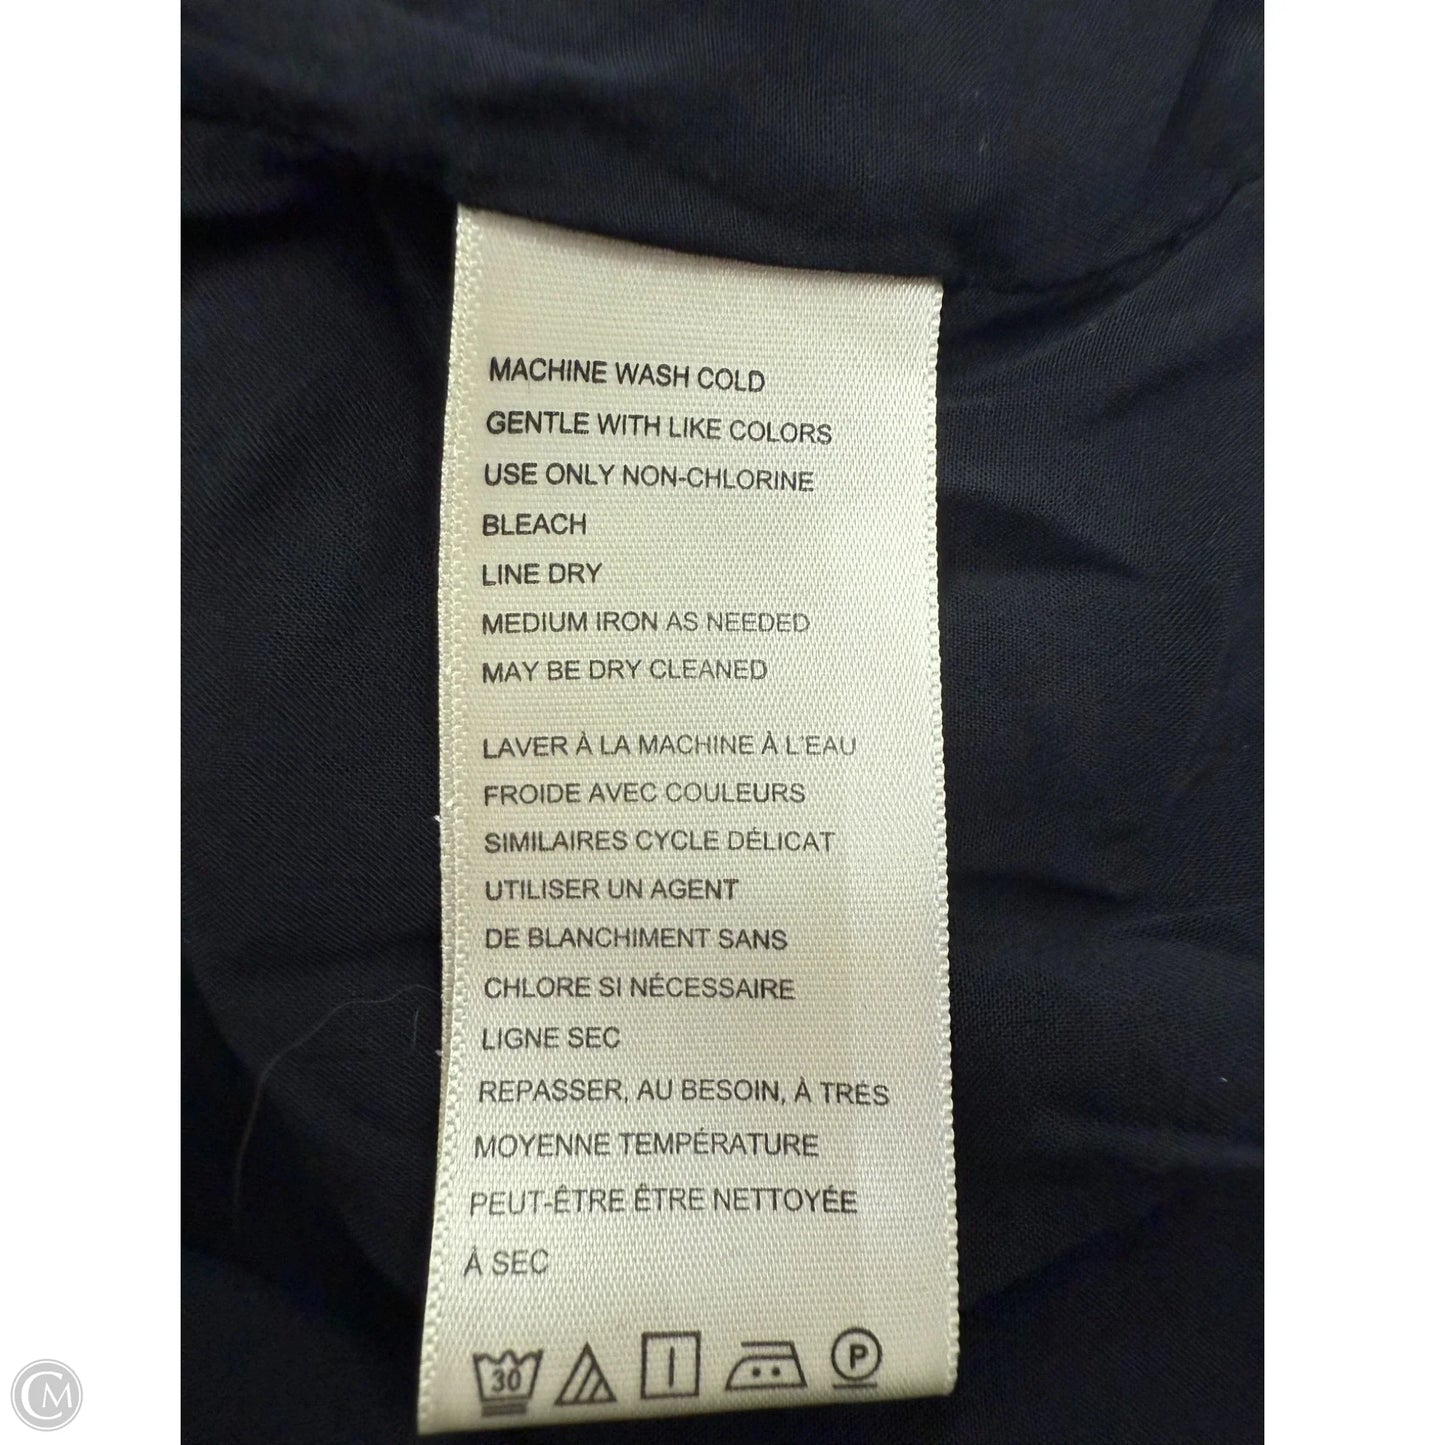 MACHINE WASH COLD
GENTLE WITH LIKE COLORS
USE ONLY NON-CHLORINE
BLEACH
LINE DRY
MEDIUM IRON AS NEEDED
MAY BE DRY CLEANED
LAVER À LA MACHINE À L'EAU
FROIDE AVEC COULEURS
SIMILAIRES CYCLE DÉLICAT
UTILISER UN AGENT
DE BLANCHIMENT SANS
CHLORE SI NÉCESSAIRE
LIGNE SEC
REPASSER, AU BESOIN, À TRÉS
MOYENNE TEMPÉRATURE
PEUT-ÊTRE ÊTRE NETTOYÉE
À SEC
30 P
CM